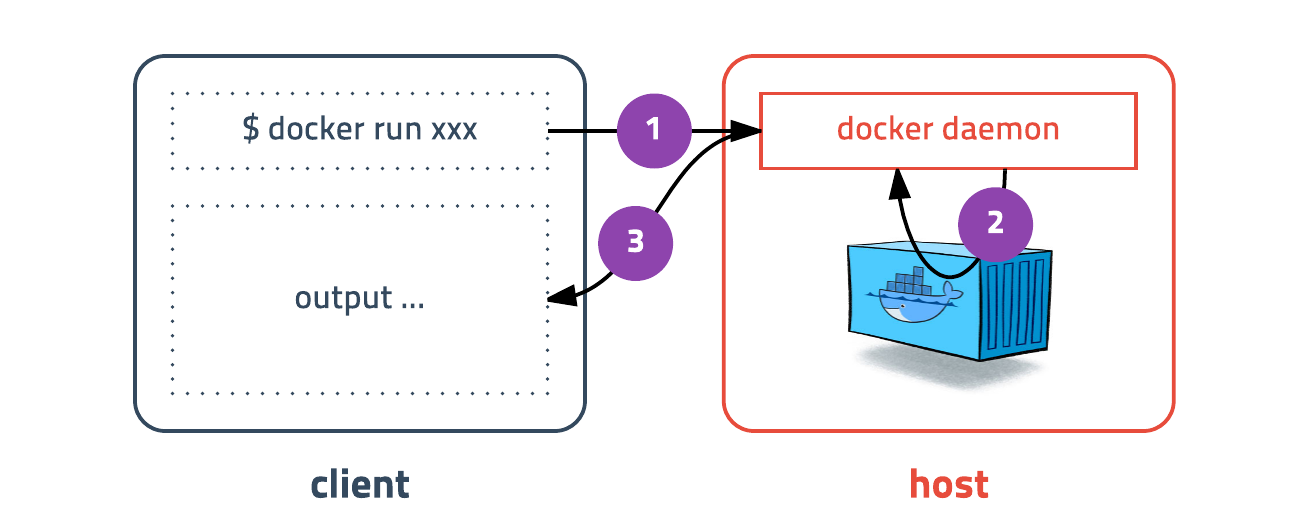 $ docker run xxx
1
docker daemon
2
3
output ...
client
host